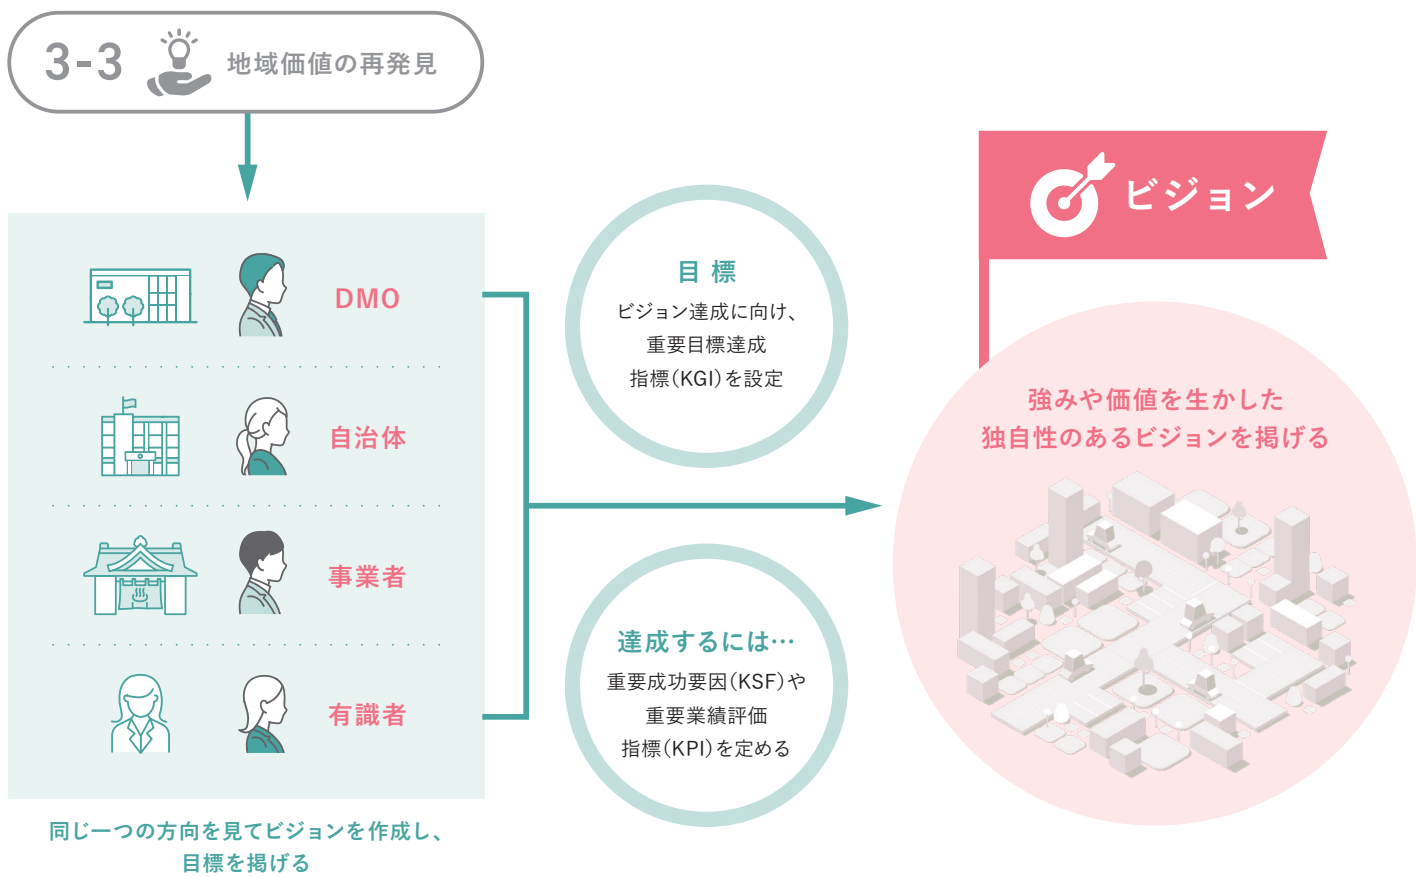 3-3 地域価値の再発見
DMO
自治体
事業者
有識者
同じ一つの方向を見てビジョンを作成し、
目標を掲げる
目標
ビジョン達成に向け、
重要目標達成
指標(KGI)を設定
達成するには…
重要成功要因(KSF)や
重要業績評価
指標(KPI)を定める
ビジョン
強みや価値を生かした
独自性のあるビジョンを掲げる